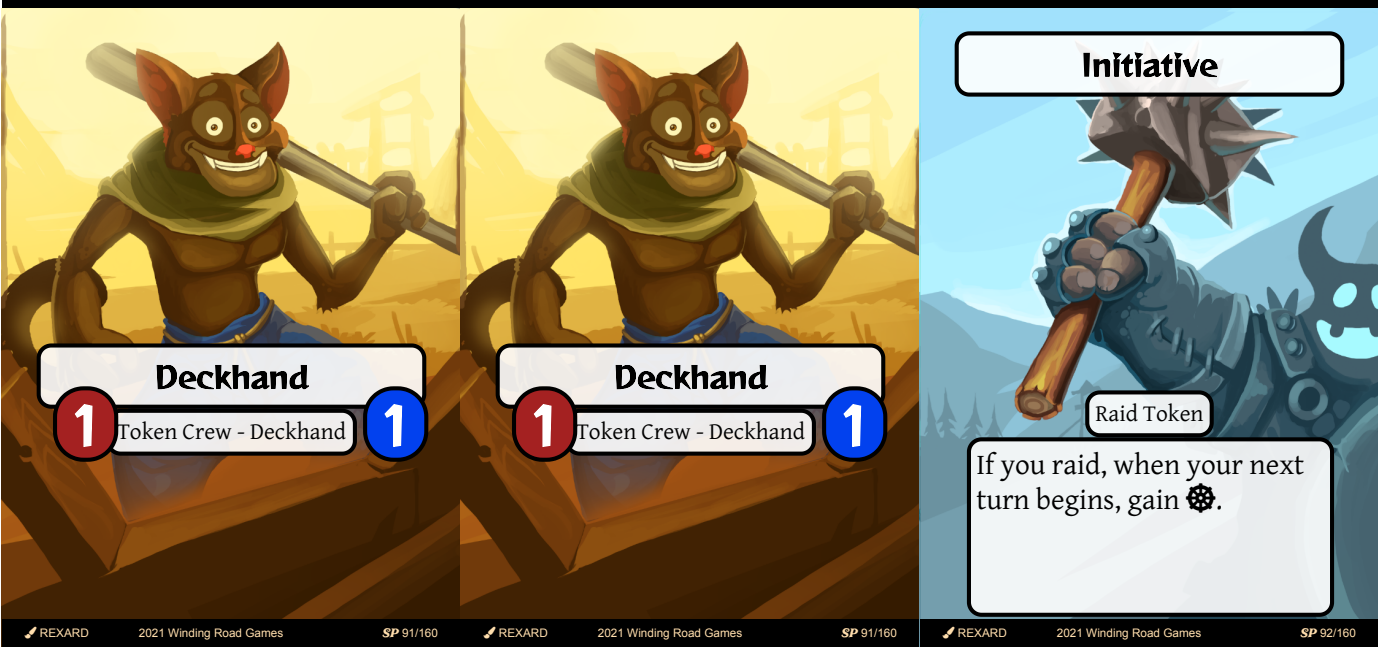 Deckhand
1
Token Crew - Deckhand
1
REXARD 2021 Winding Road Games SP 91/160
Deckhand
1
Token Crew - Deckhand
1
REXARD 2021 Winding Road Games SP 91/160
Initiative
Raid Token
If you raid, when your next
turn begins, gain .
REXARD 2021 Winding Road Games SP 92/160